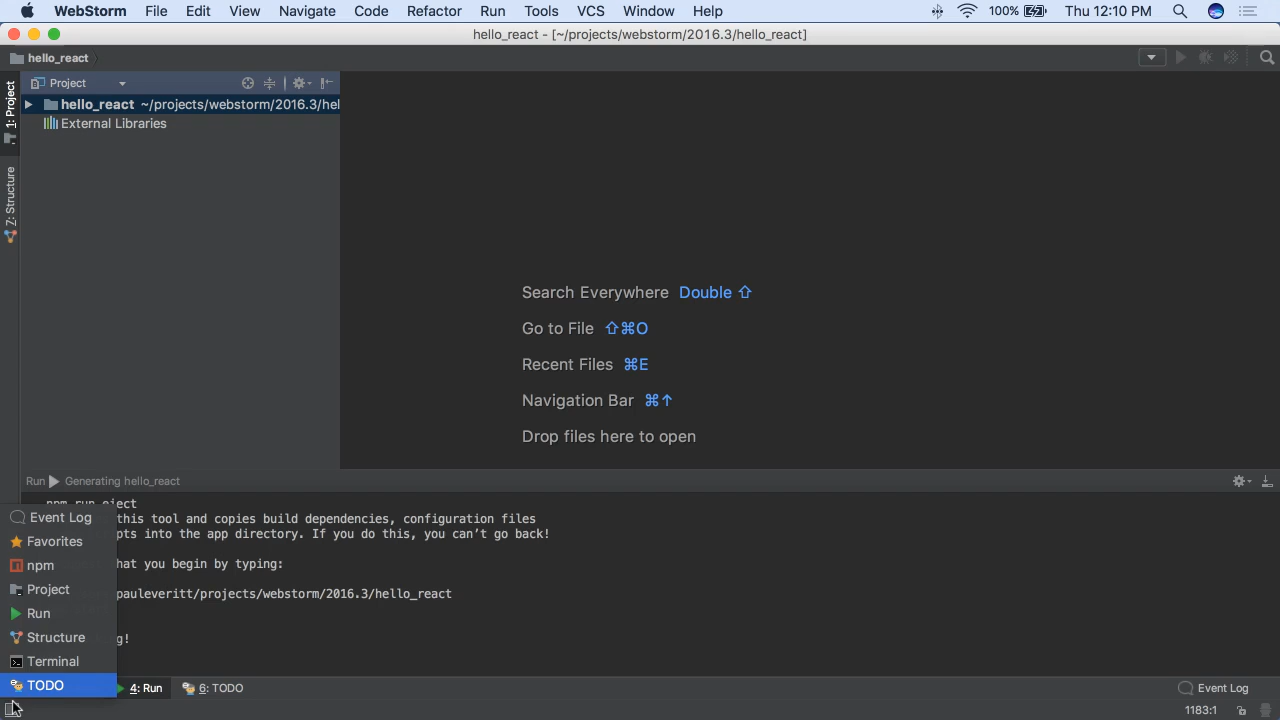 WebStorm File Edit View Navigate Code Refactor Run Tools VCS Window Help 100% Thu 12:10 PM
hello_react - [~/projects/webstorm/2016.3/hello_react]
hello_react
Project
1: Project
hello_react ~/projects/webstorm/2016.3/hel
External Libraries
Z: Structure
Search Everywhere Double ⇧
Go to File ⇧⌘O
Recent Files ⌘E
Navigation Bar ⌘↑
Drop files here to open
Run Generating hello_react
npm run eject
this tool and copies build dependencies, configuration files
pts into the app directory. If you do this, you can't go back!
hat you begin by typing:
pauleveritt/projects/webstorm/2016.3/hello_react
g!
Event Log
Favorites
npm
Project
Run
Structure
Terminal
TODO
4: Run 6: TODO Event Log
1183:1